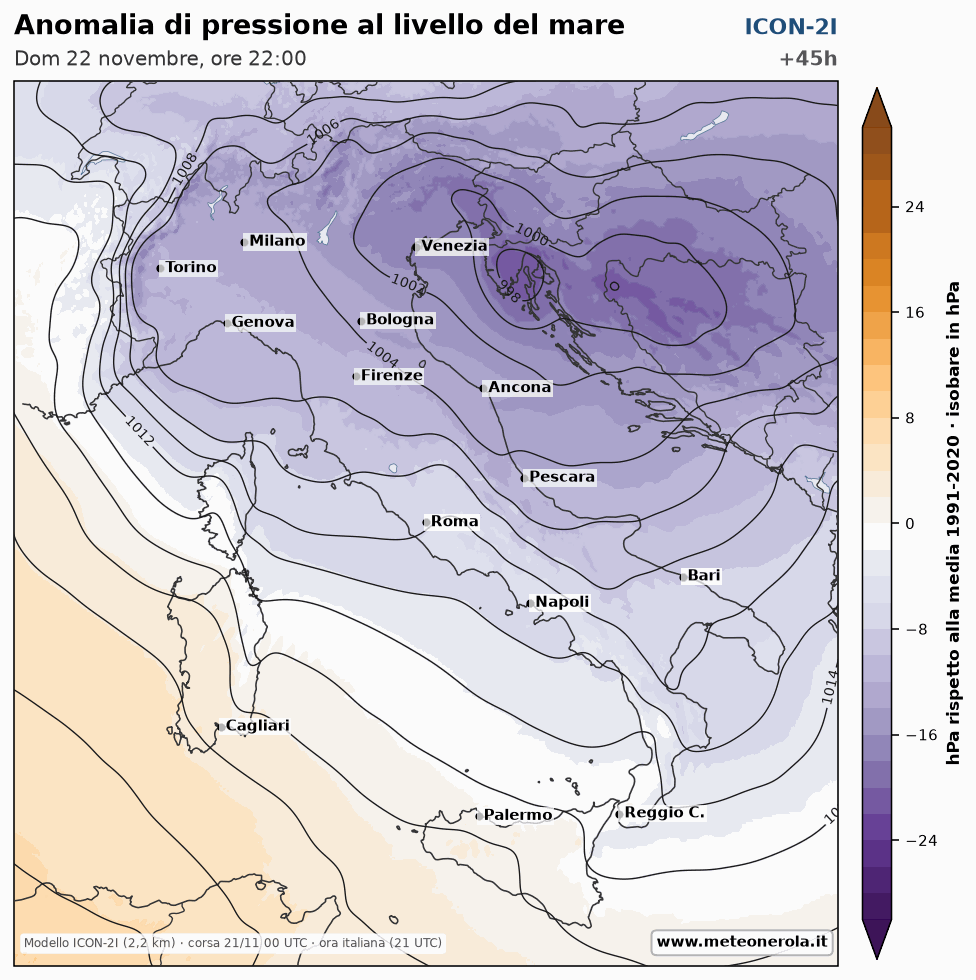 Anomalia di pressione al livello del mare
ICON-2I
Dom 22 novembre, ore 22:00
+45h
1006
1008
Milano
Venezia
1000
Torino
1002
998
Genova
Bologna
1004
Firenze
Ancona
1012
Pescara
Roma
Bari
Napoli
1014
Cagliari
Palermo
Reggio C.
10
Modello ICON-2I (2,2 km) · corsa 21/11 00 UTC · ora italiana (21 UTC)
www.meteonerola.it
24
16
8
0
−8
−16
−24
hPa rispetto alla media 1991-2020 · isobare in hPa